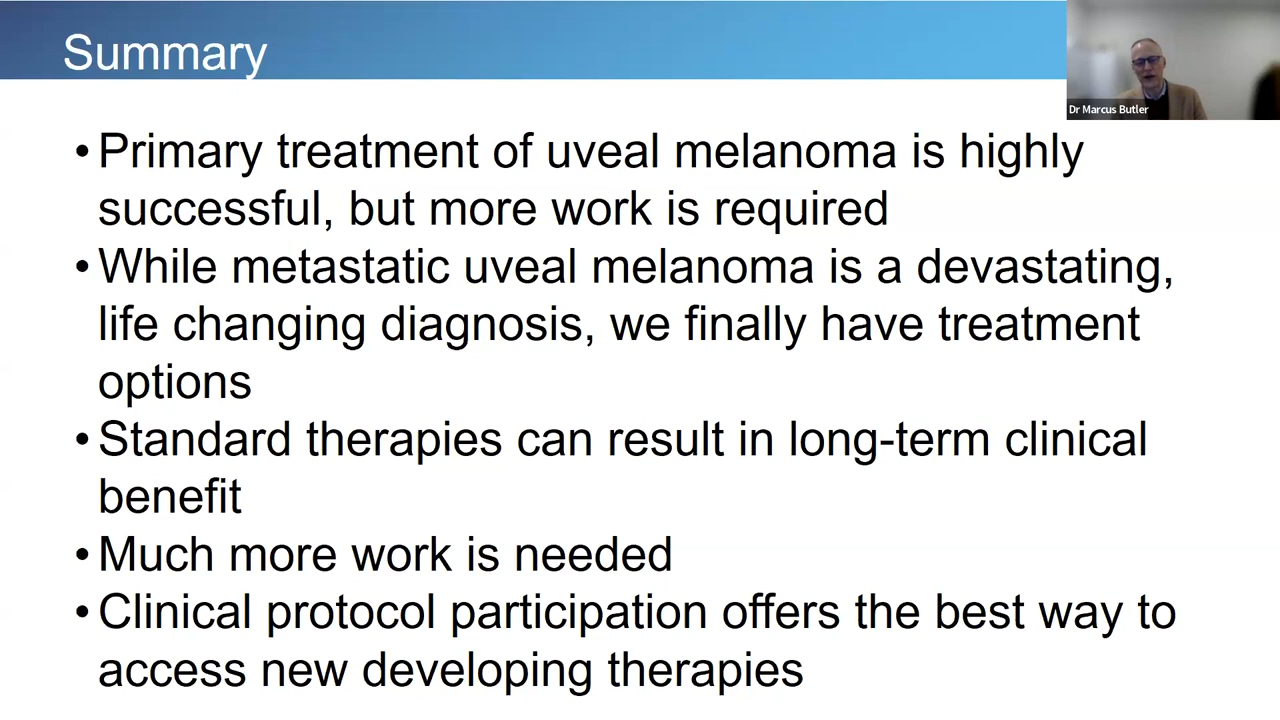 Summary
Dr Marcus Butler
•Primary treatment of uveal melanoma is highly
successful, but more work is required
•While metastatic uveal melanoma is a devastating,
life changing diagnosis, we finally have treatment
options
•Standard therapies can result in long-term clinical
benefit
•Much more work is needed
•Clinical protocol participation offers the best way to
access new developing therapies